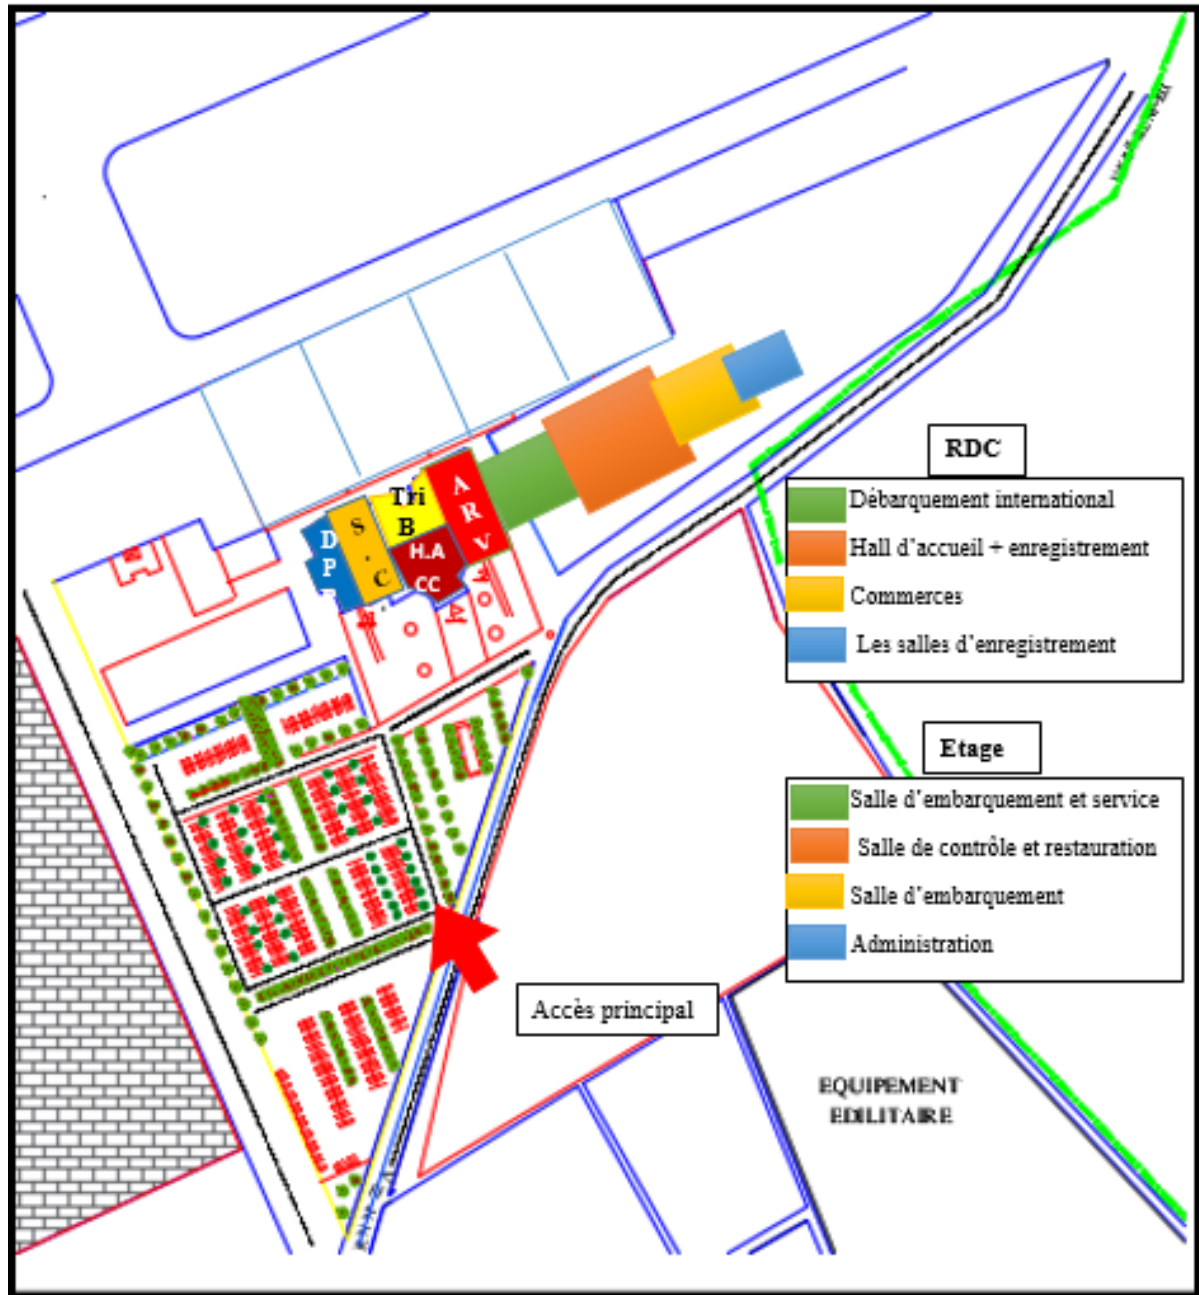 Tri
B
A
R
V
S
.
C
.
D
P
H.A
CC
RDC
Débarquement international
Hall d'accueil + enregistrement
Commerces
Les salles d'enregistrement
Etage
Salle d'embarquement et service
Salle de contrôle et restauration
Salle d'embarquement
Administration
Accès principal
EQUIPEMENT
EDILITAIRE